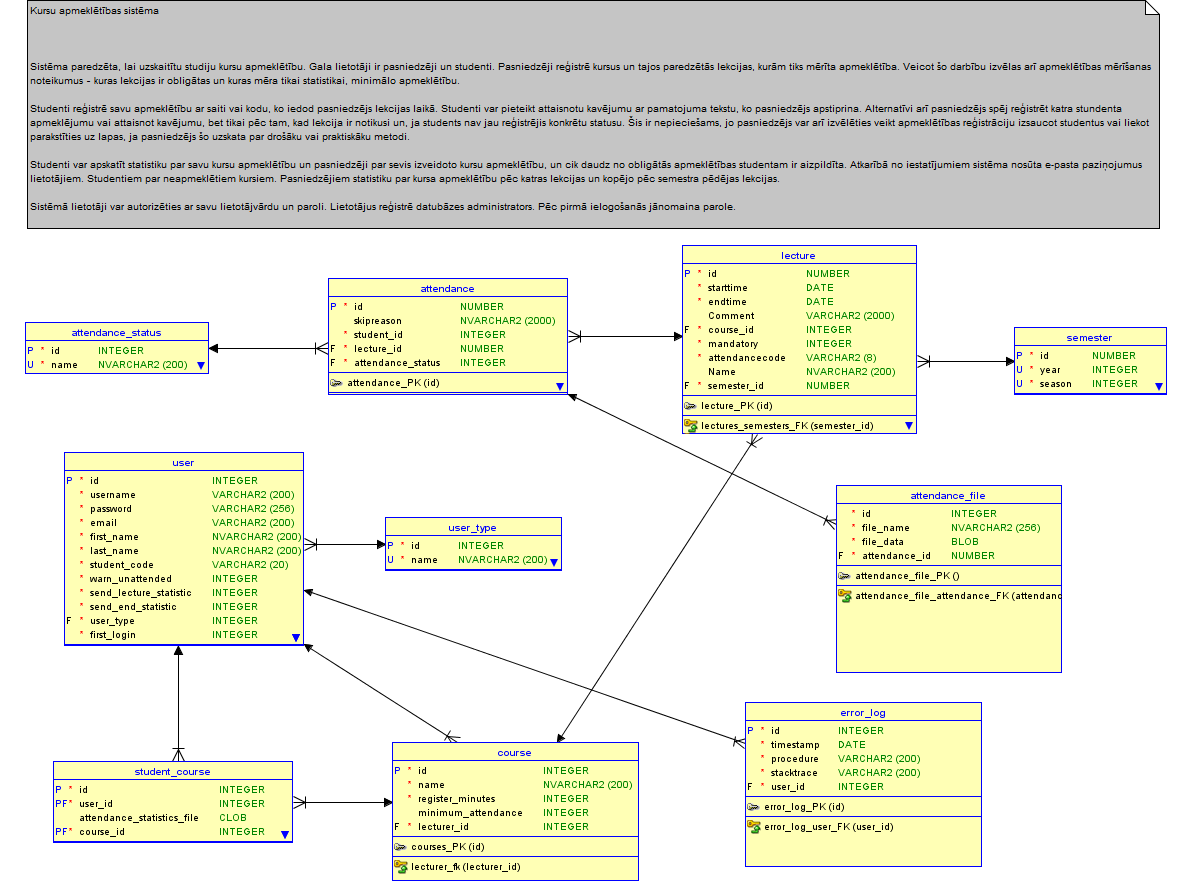 Kursu apmeklētības sistēma
Sistēma paredzēta, lai uzskaitītu studiju kursu apmeklētību. Gala lietotāji ir pasniedzēji un studenti. Pasniedzēji reģistrē kursus un tajos paredzētās lekcijas, kurām tiks mērīta apmeklētība. Veicot šo darbību izvēlas arī apmeklētības mērīšanas
noteikumus - kuras lekcijas ir obligātas un kuras mēra tikai statistikai, minimālo apmeklētību.
Studenti reģistrē savu apmeklētību ar saiti vai kodu, ko iedod pasniedzējs lekcijas laikā. Studenti var pieteikt attaisnotu kavējumu ar pamatojuma tekstu, ko pasniedzējs apstiprina. Alternatīvi arī pasniedzējs spēj reģistrēt katra stundenta
apmeklējumu vai attaisnot kavējumu, bet tikai pēc tam, kad lekcija ir notikusi un, ja students nav jau reģistrējis konkrētu statusu. Šis ir nepieciešams, jo pasniedzējs var arī izvēlēties veikt apmeklētības reģistrāciju izsaucot studentus vai liekot
parakstīties uz lapas, ja pasniedzējs šo uzskata par drošāku vai praktiskāku metodi.
Studenti var apskatīt statistiku par savu kursu apmeklētību un pasniedzēji par sevis izveidoto kursu apmeklētību, un cik daudz no obligātās apmeklētības studentam ir aizpildīta. Atkarībā no iestatījumiem sistēma nosūta e-pasta paziņojumus
lietotājiem. Studentiem par neapmeklētiem kursiem. Pasniedzējiem statistiku par kursa apmeklētību pēc katras lekcijas un kopējo pēc semestra pēdējās lekcijas.
Sistēmā lietotāji var autorizēties ar savu lietotājvārdu un paroli. Lietotājus reģistrē datubāzes administrators. Pēc pirmā ielogošanās jānomaina parole.
attendance_status
P * id INTEGER
U * name NVARCHAR2 (200)
attendance
P * id NUMBER
skipreason NVARCHAR2 (2000)
* student_id INTEGER
F * lecture_id NUMBER
F * attendance_status INTEGER
attendance_PK (id)
lecture
P * id NUMBER
* starttime DATE
* endtime DATE
Comment VARCHAR2 (2000)
F * course_id INTEGER
* mandatory INTEGER
* attendancecode VARCHAR2 (8)
Name NVARCHAR2 (200)
F * semester_id NUMBER
lecture_PK (id)
lectures_semesters_FK (semester_id)
semester
P * id NUMBER
U * year INTEGER
U * season INTEGER
user
P * id INTEGER
* username VARCHAR2 (200)
* password VARCHAR2 (256)
* email VARCHAR2 (200)
* first_name NVARCHAR2 (200)
* last_name NVARCHAR2 (200)
* student_code VARCHAR2 (20)
* warn_unattended INTEGER
* send_lecture_statistic INTEGER
* send_end_statistic INTEGER
F * user_type INTEGER
* first_login INTEGER
user_type
P * id INTEGER
U * name NVARCHAR2 (200)
attendance_file
* id INTEGER
* file_name NVARCHAR2 (256)
* file_data BLOB
F * attendance_id NUMBER
attendance_file_PK ()
attendance_file_attendance_FK (attendanc
student_course
P * id INTEGER
PF* user_id INTEGER
attendance_statistics_file CLOB
PF* course_id INTEGER
course
P * id INTEGER
* name NVARCHAR2 (200)
* register_minutes INTEGER
minimum_attendance INTEGER
F * lecturer_id INTEGER
courses_PK (id)
lecturer_fk (lecturer_id)
error_log
P * id INTEGER
* timestamp DATE
* procedure VARCHAR2 (200)
* stacktrace VARCHAR2 (200)
F * user_id INTEGER
error_log_PK (id)
error_log_user_FK (user_id)